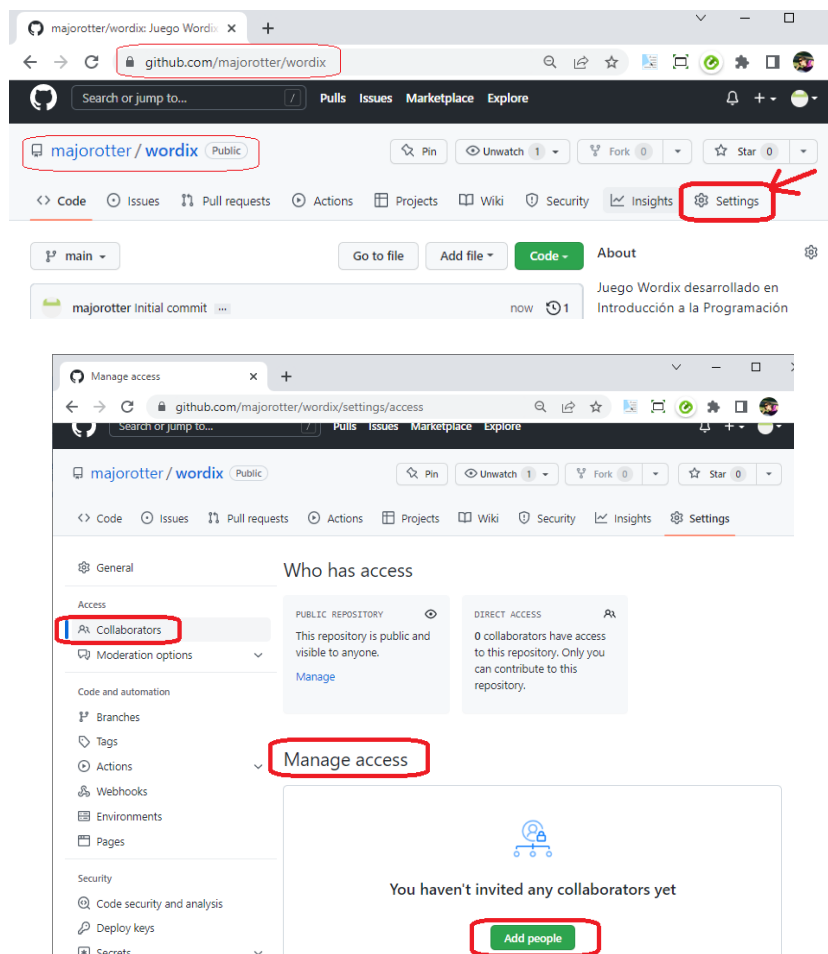 majorotter/wordix: Juego Wordix
github.com/majorotter/wordix
Search or jump to... / Pulls Issues Marketplace Explore
majorotter / wordix Public Pin Unwatch 1 Fork 0 Star 0
Code Issues Pull requests Actions Projects Wiki Security Insights Settings
main Go to file Add file Code About
Juego Wordix desarrollado en
majorotter Initial commit ... now 1 Introducción a la Programación
Manage access
github.com/majorotter/wordix/settings/access
Search or jump to... / Pulls Issues Marketplace Explore
majorotter / wordix Public Pin Unwatch 1 Fork 0 Star 0
Code Issues Pull requests Actions Projects Wiki Security Insights Settings
General
Access
Collaborators
Moderation options
Code and automation
Branches
Tags
Actions
Webhooks
Environments
Pages
Security
Code security and analysis
Deploy keys
Secrets
Who has access
PUBLIC REPOSITORY
This repository is public and
visible to anyone.
Manage
DIRECT ACCESS
0 collaborators have access
to this repository. Only you
can contribute to this
repository.
Manage access
You haven't invited any collaborators yet
Add people